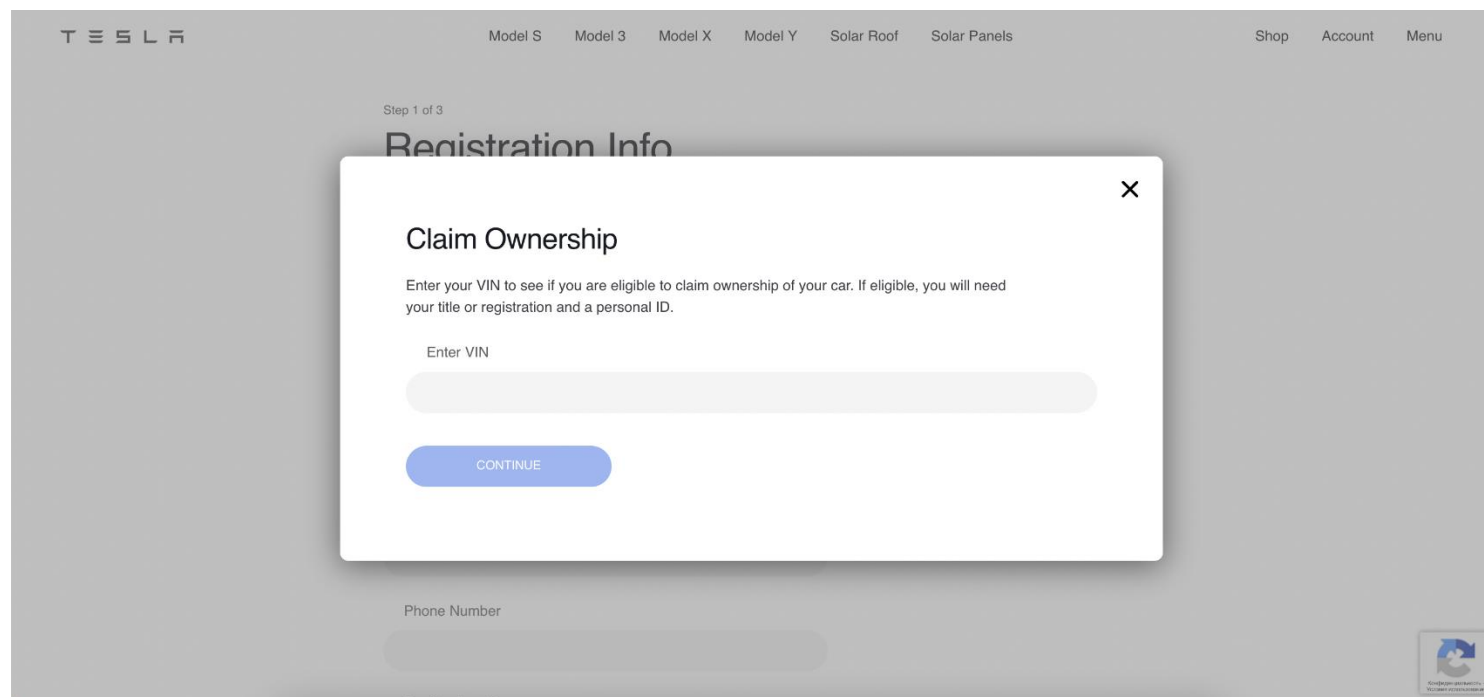 TESLA
Model S Model 3 Model X Model Y Solar Roof Solar Panels
Shop Account Menu
Step 1 of 3
Registration Info
Claim Ownership
Enter your VIN to see if you are eligible to claim ownership of your car. If eligible, you will need
your title or registration and a personal ID.
Enter VIN
CONTINUE
Phone Number